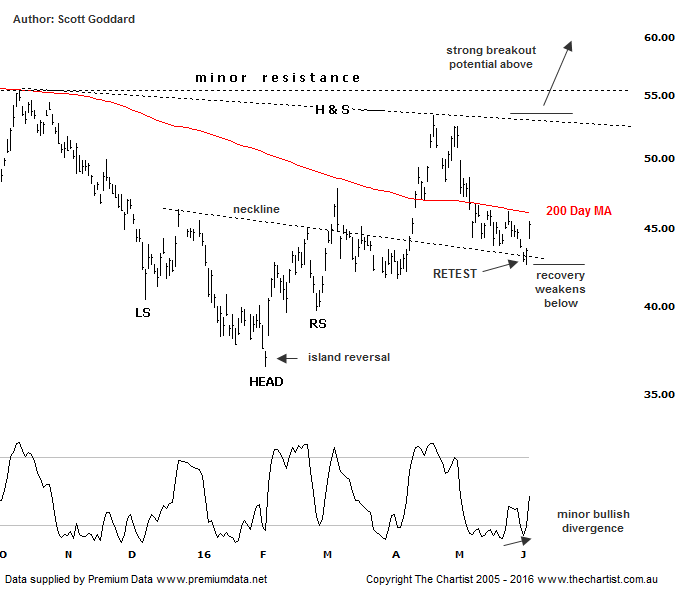 Author: Scott Goddard
60.00
strong breakout
potential above
minor resistance
55.00
H & S
50.00
neckline
200 Day MA
45.00
RETEST
recovery
weakens
below
40.00
LS
RS
island reversal
HEAD
35.00
minor bullish
divergence
O N D 16 F M A M J
Data supplied by Premium Data www.premiumdata.net
Copyright The Chartist 2005 - 2016 www.thechartist.com.au